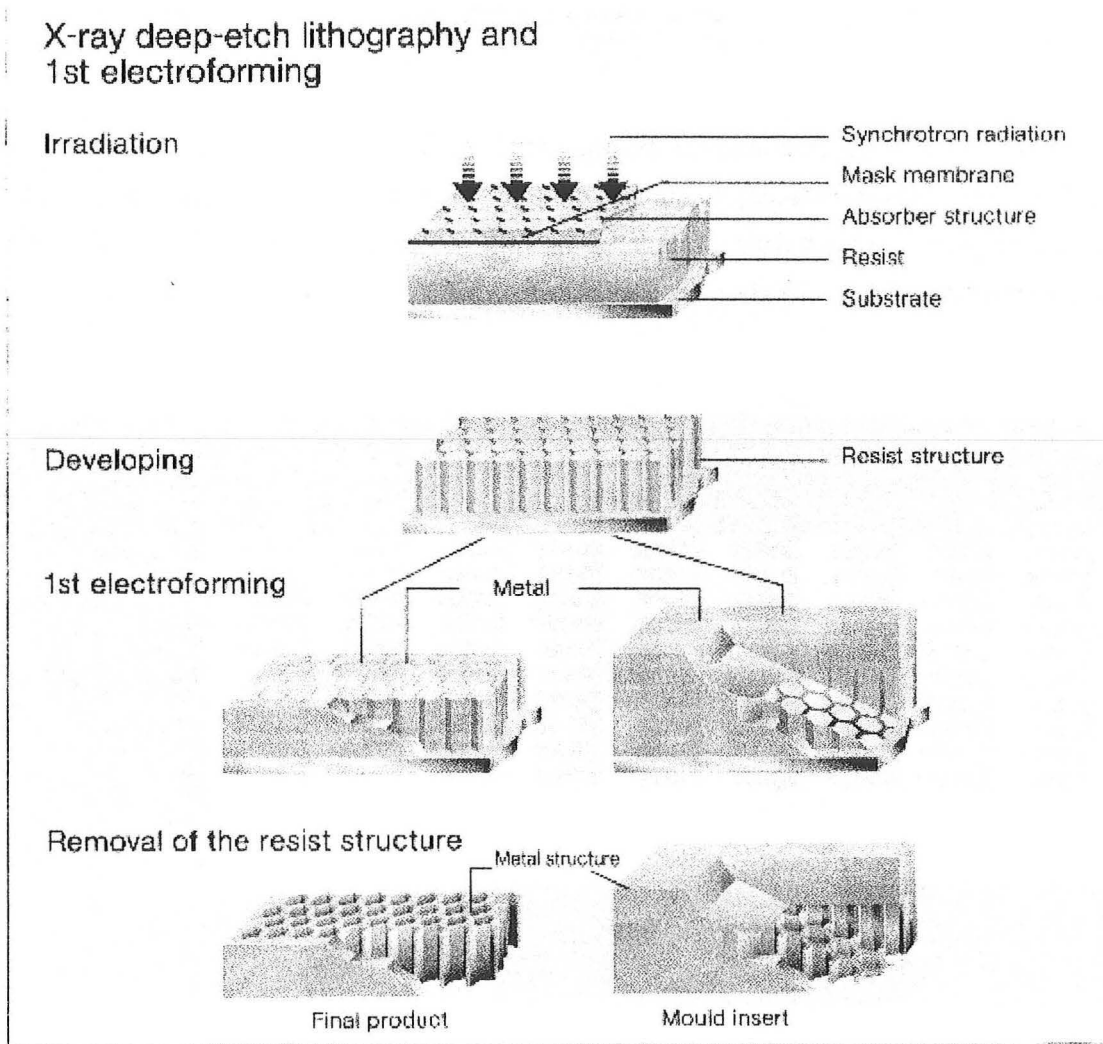 X-ray deep-etch lithography and
1st electroforming
Irradiation
Synchrotron radiation
Mask membrane
Absorber structure
Resist
Substrate
Developing
Resist structure
1st electroforming
Metal
Removal of the resist structure
Metal structure
Final product
Mould insert